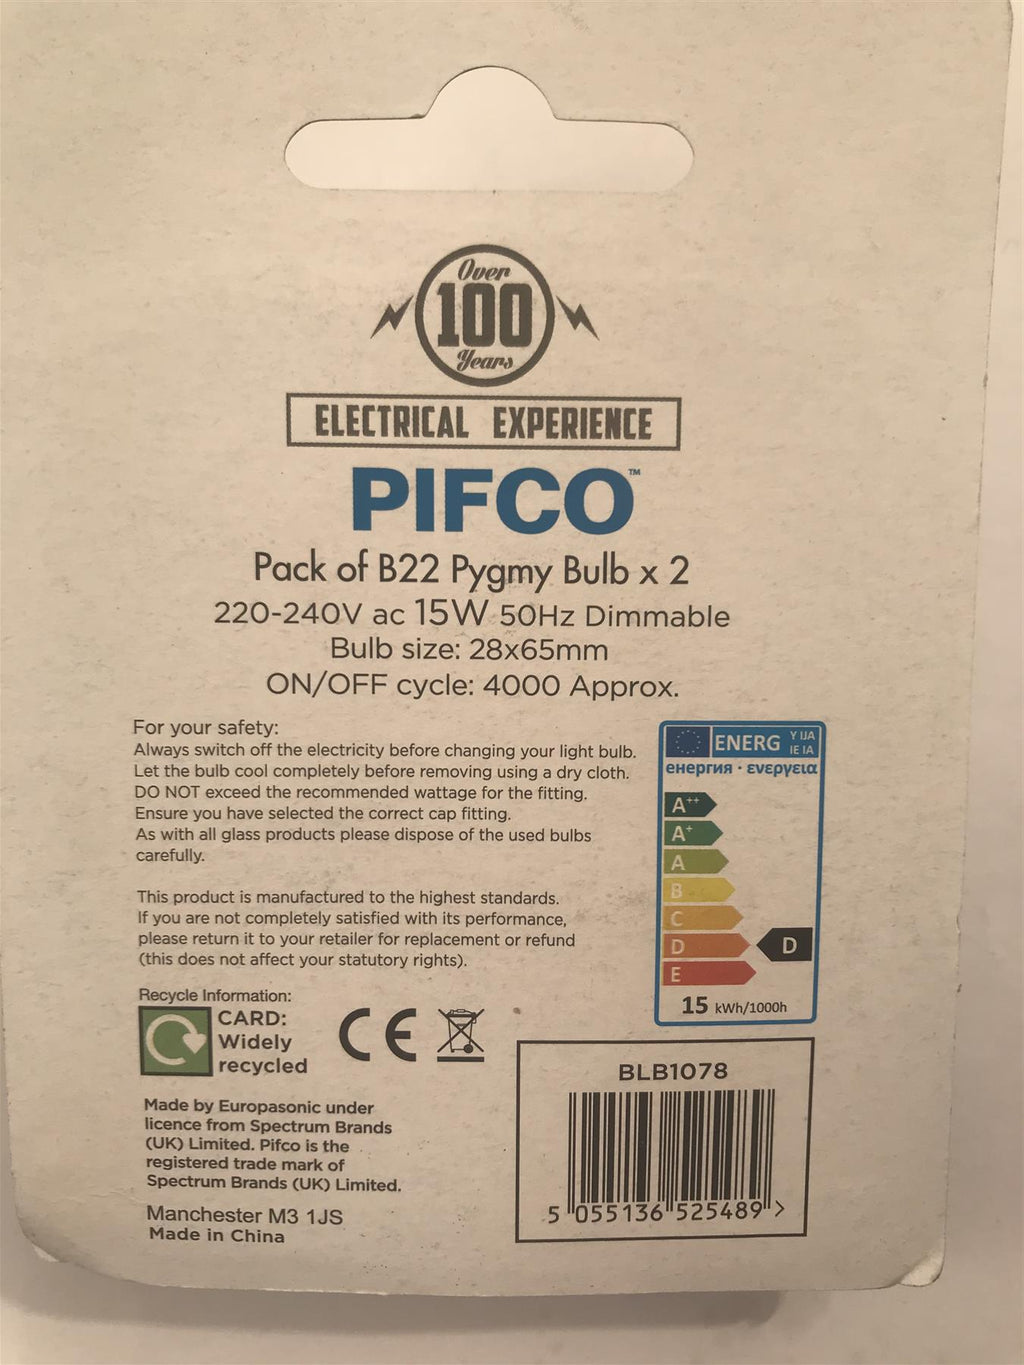 Over
100
Years
ELECTRICAL EXPERIENCE
PIFCO™
Pack of B22 Pygmy Bulb x 2
220-240V ac 15W 50Hz Dimmable
Bulb size: 28x65mm
ON/OFF cycle: 4000 Approx.
For your safety:
Always switch off the electricity before changing your light bulb.
Let the bulb cool completely before removing using a dry cloth.
DO NOT exceed the recommended wattage for the fitting.
Ensure you have selected the correct cap fitting.
As with all glass products please dispose of the used bulbs
carefully.
This product is manufactured to the highest standards.
If you are not completely satisfied with its performance,
please return it to your retailer for replacement or refund
(this does not affect your statutory rights).
ENERG Y IJA
IE IA
енергия · ενεργεια
A++
A+
A
B
C
D D
E
15 kWh/1000h
Recycle Information:
CARD:
Widely
recycled
CE
Made by Europasonic under
licence from Spectrum Brands
(UK) Limited. Pifco is the
registered trade mark of
Spectrum Brands (UK) Limited.
Manchester M3 1JS
Made in China
BLB1078
5 055136 525489 >